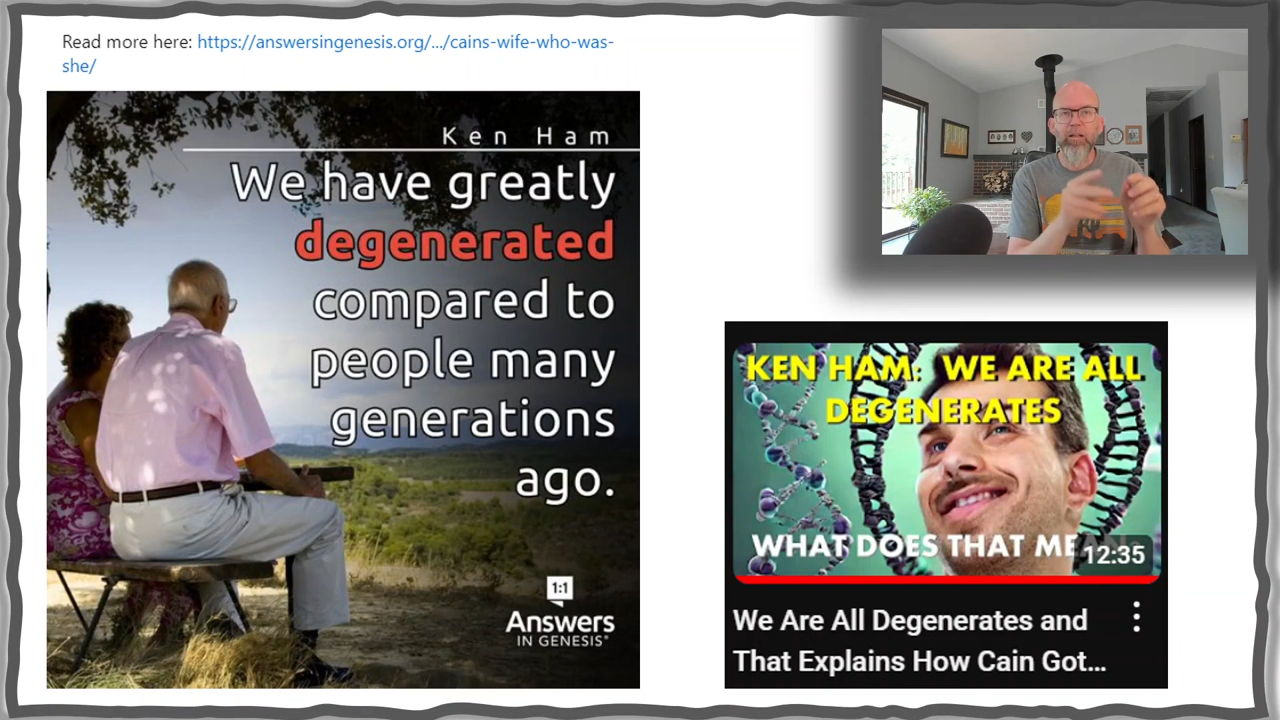 Read more here: https://answersingenesis.org/.../cains-wife-who-was-
she/
Ken Ham
We have greatly
degenerated
compared to
people many
generations
ago.
1:1
Answers
IN GENESIS®
KEN HAM: WE ARE ALL
DEGENERATES
WHAT DOES THAT MEAN
12:35
We Are All Degenerates and
That Explains How Cain Got...